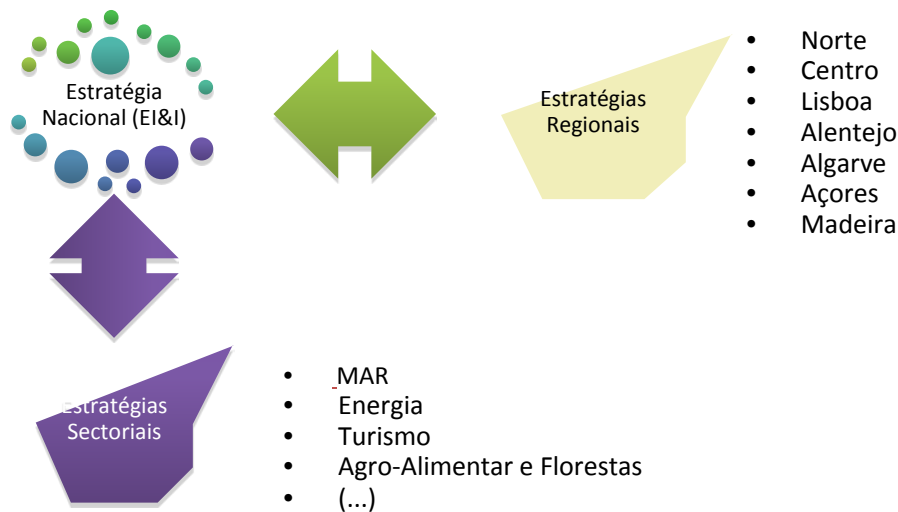 Estratégia
Nacional (EI&I)
Estratégias
Regionais
• Norte
• Centro
• Lisboa
• Alentejo
• Algarve
• Açores
• Madeira
Estratégias
Sectoriais
• MAR
• Energia
• Turismo
• Agro-Alimentar e Florestas
• (...)